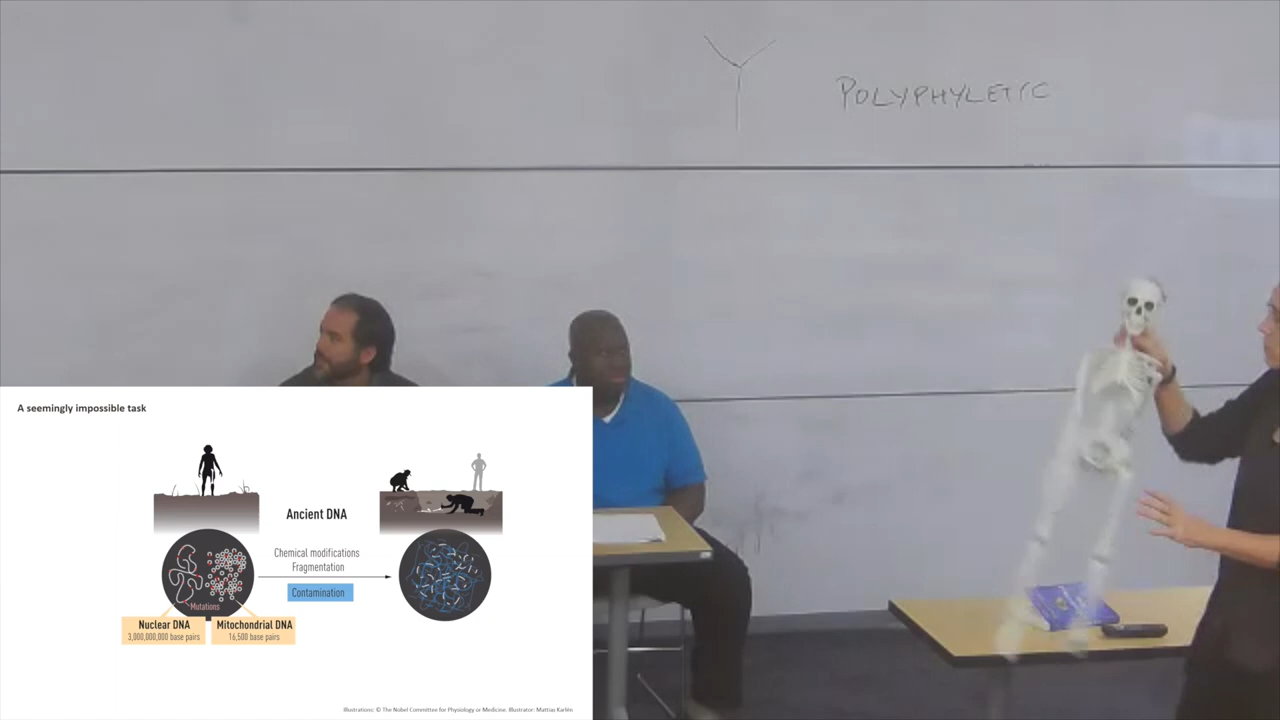 POLYPHYLETIC
A seemingly impossible task
Ancient DNA
Chemical modifications
Fragmentation
Contamination
Mutations
Nuclear DNA
3,000,000,000 base pairs
Mitochondrial DNA
16,500 base pairs
Illustrations: © The Nobel Committee for Physiology or Medicine. Illustrator: Mattias Karlén